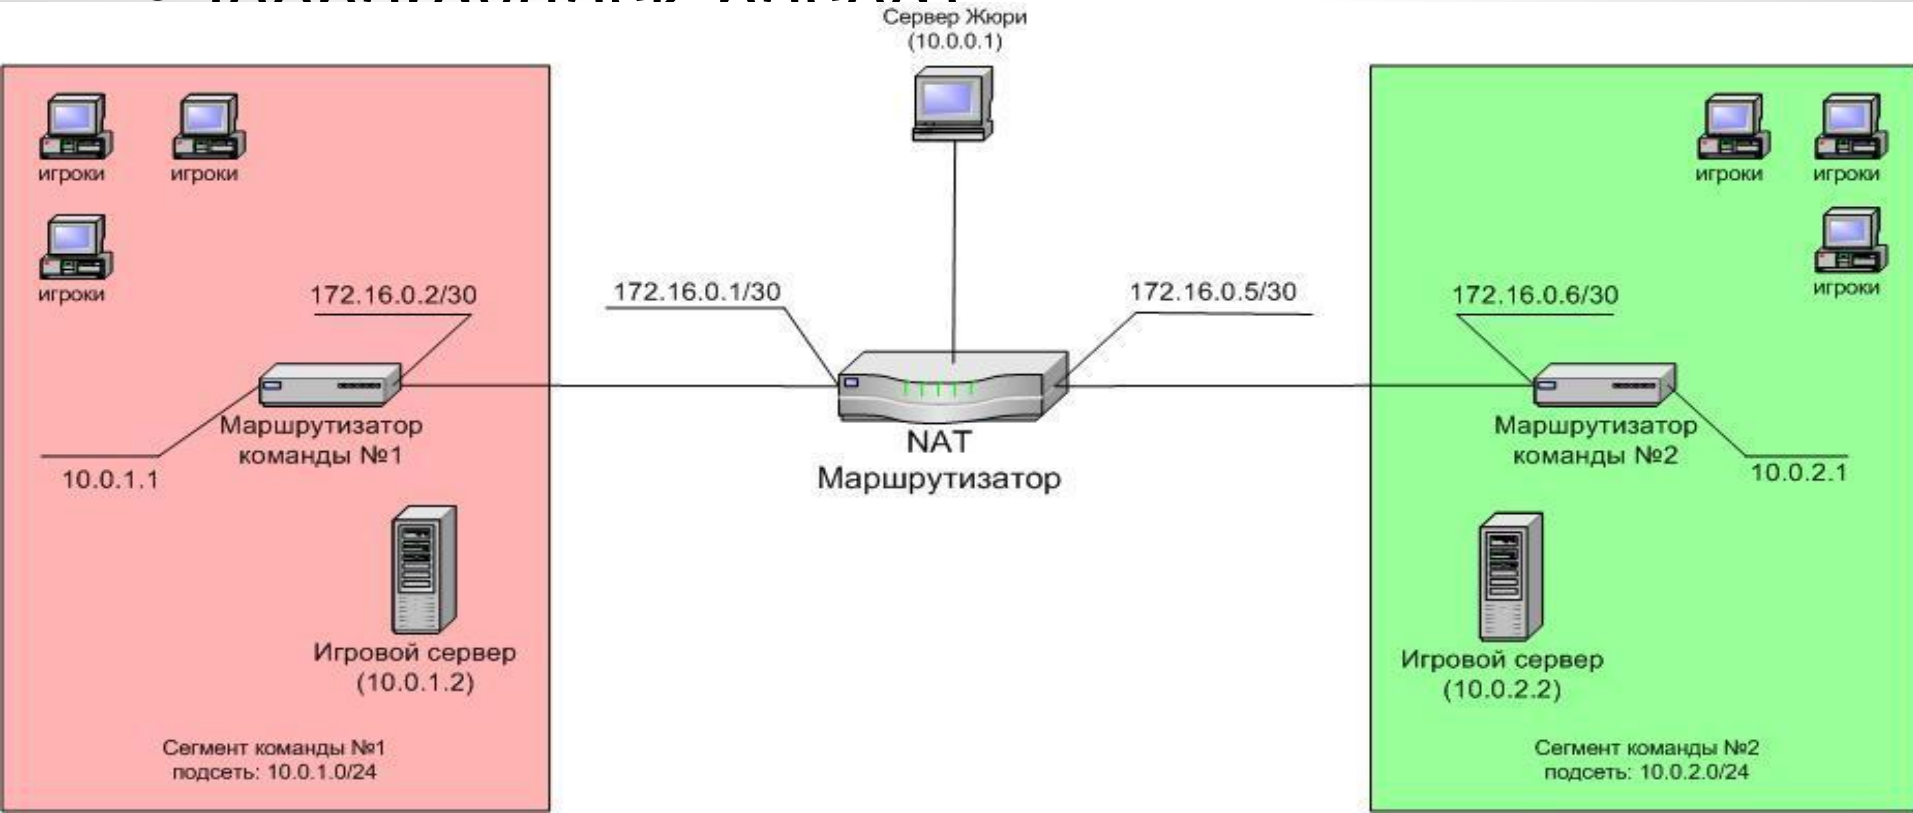 Сервер Жюри
(10.0.0.1)
игроки
игроки
игроки
172.16.0.2/30
Маршрутизатор
команды №1
10.0.1.1
Игровой сервер
(10.0.1.2)
Сегмент команды №1
подсеть: 10.0.1.0/24
172.16.0.1/30
172.16.0.5/30
NAT
Маршрутизатор
игроки
игроки
игроки
172.16.0.6/30
Маршрутизатор
команды №2
10.0.2.1
Игровой сервер
(10.0.2.2)
Сегмент команды №2
подсеть: 10.0.2.0/24